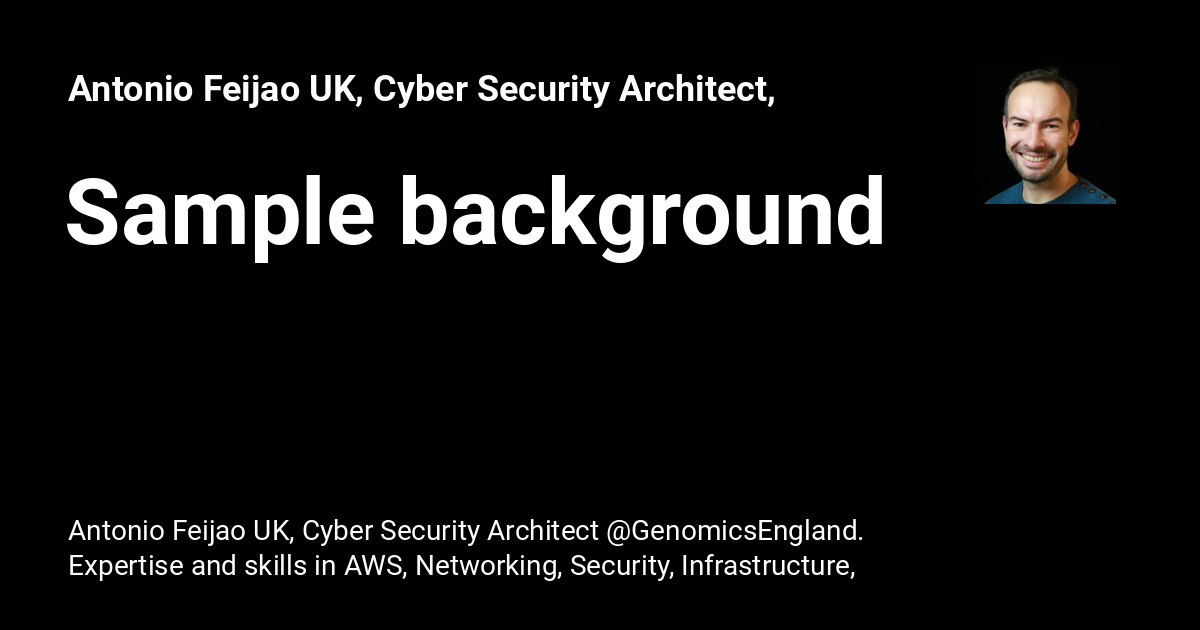 Antonio Feijao UK, Cyber Security Architect,
Sample background
Antonio Feijao UK, Cyber Security Architect @GenomicsEngland.
Expertise and skills in AWS, Networking, Security, Infrastructure,